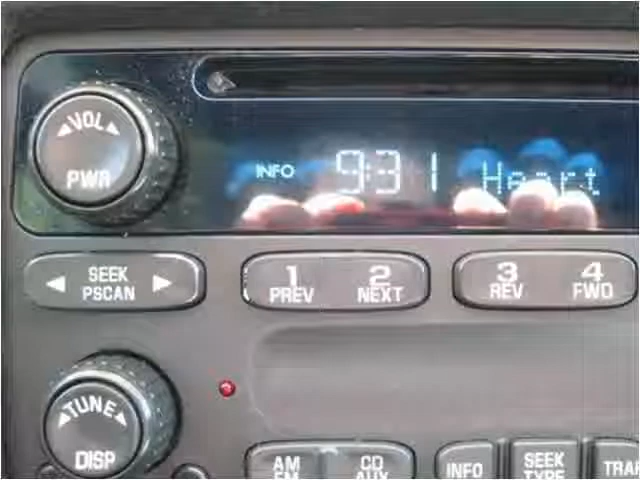 VOL
PWR
INFO 9:31 Heart
SEEK
PSCAN
1
PREV
2
NEXT
3
REV
4
FWD
TUNE
DISP
AM
FM
CD
AUX
INFO
SEEK
TYPE
TRAF